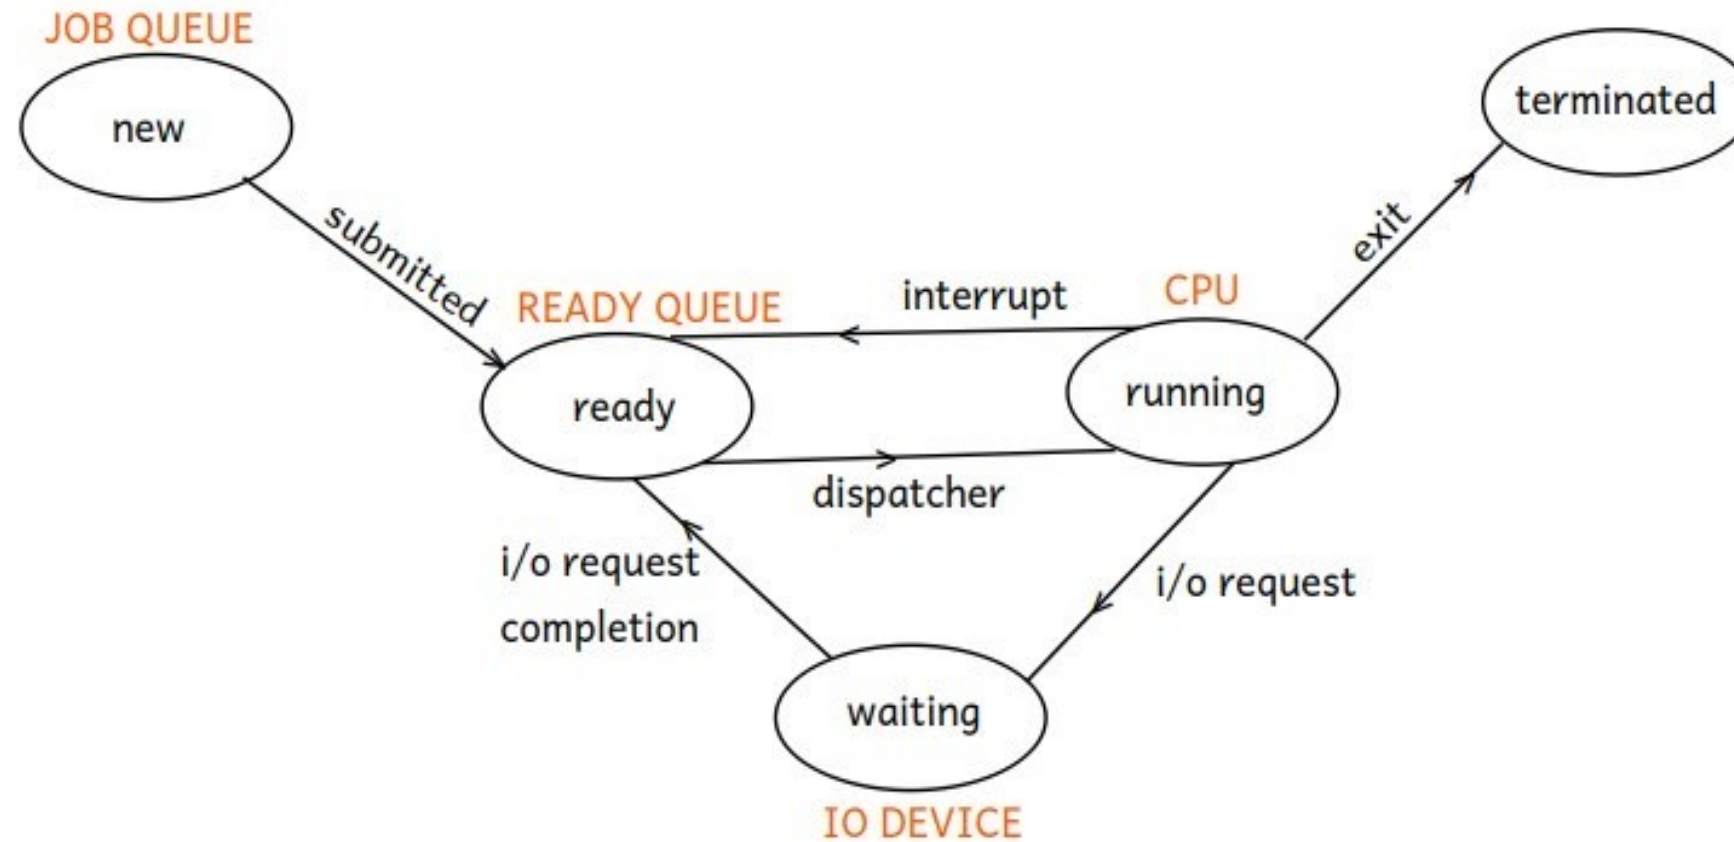 JOB QUEUE
new
terminated
submitted
exit
READY QUEUE
interrupt
CPU
ready
running
dispatcher
i/o request
completion
i/o request
waiting
IO DEVICE